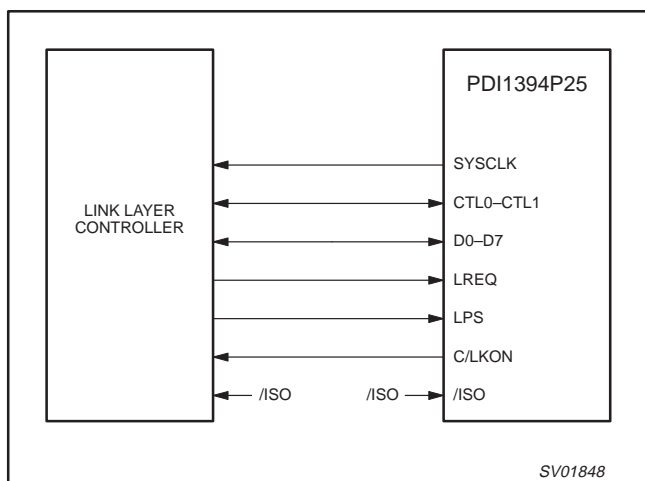 PDI1394P25
SYSCLK
CTL0–CTL1
LINK LAYER
CONTROLLER
D0–D7
LREQ
LPS
C/LKON
/ISO /ISO /ISO
SV01848